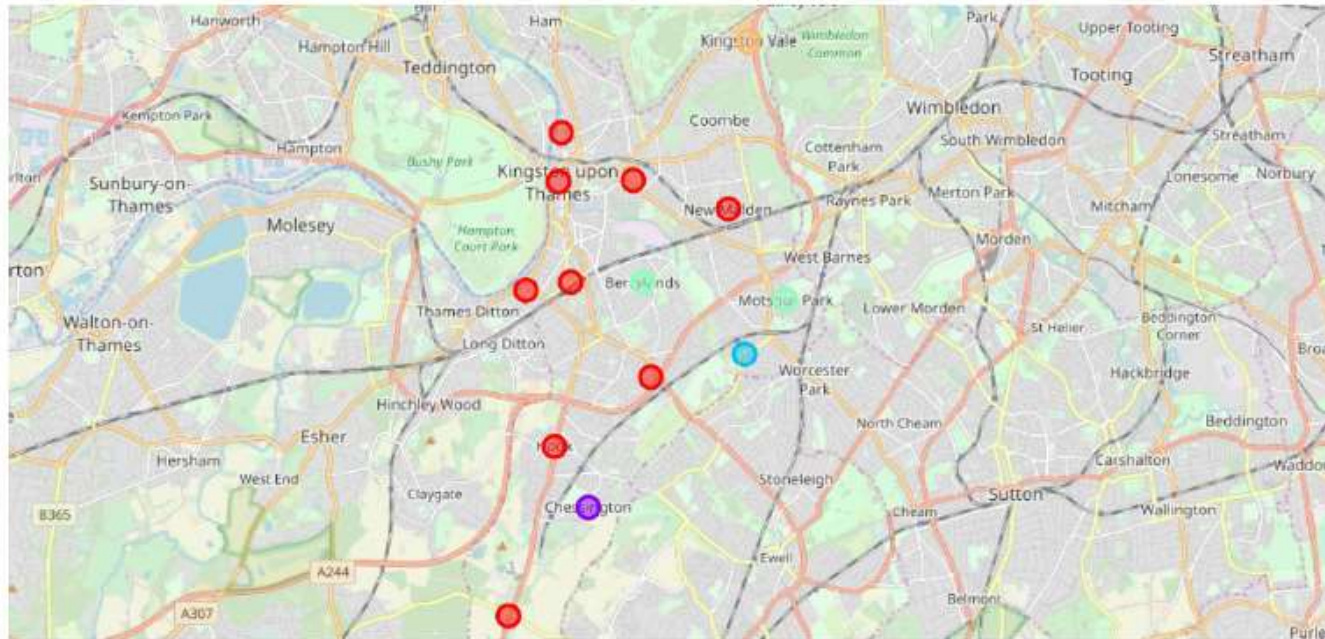 Hanworth
Ham
Kingston Vale
Wimbledon
Common
Park
Upper Tooting
Hampton Hill
Teddington
Tooting
Streatham
Kempton Park
Coombe
Wimbledon
Hampton
Bushy Park
Cottenham
Park
South Wimbledon
Streatham
Sunbury-on-
Thames
Kingston upon
Thames
Merton Park
Lonesome
Norbury
Molesey
New Malden
Raynes Park
Mitcham
Hampton
Court Park
Morden
West Barnes
Berrylands
Motspur Park
Thames Ditton
Lower Morden
Beddington
Corner
Walton-on-
Thames
St Helier
Long Ditton
Worcester
Park
Hackbridge
Hinchley Wood
North Cheam
Beddington
Esher
Hook
Hersham
Carshalton
West End
Claygate
Stoneleigh
Sutton
Chessington
Wallington
B365
Cheam
Ewell
A244
Belmont
A307